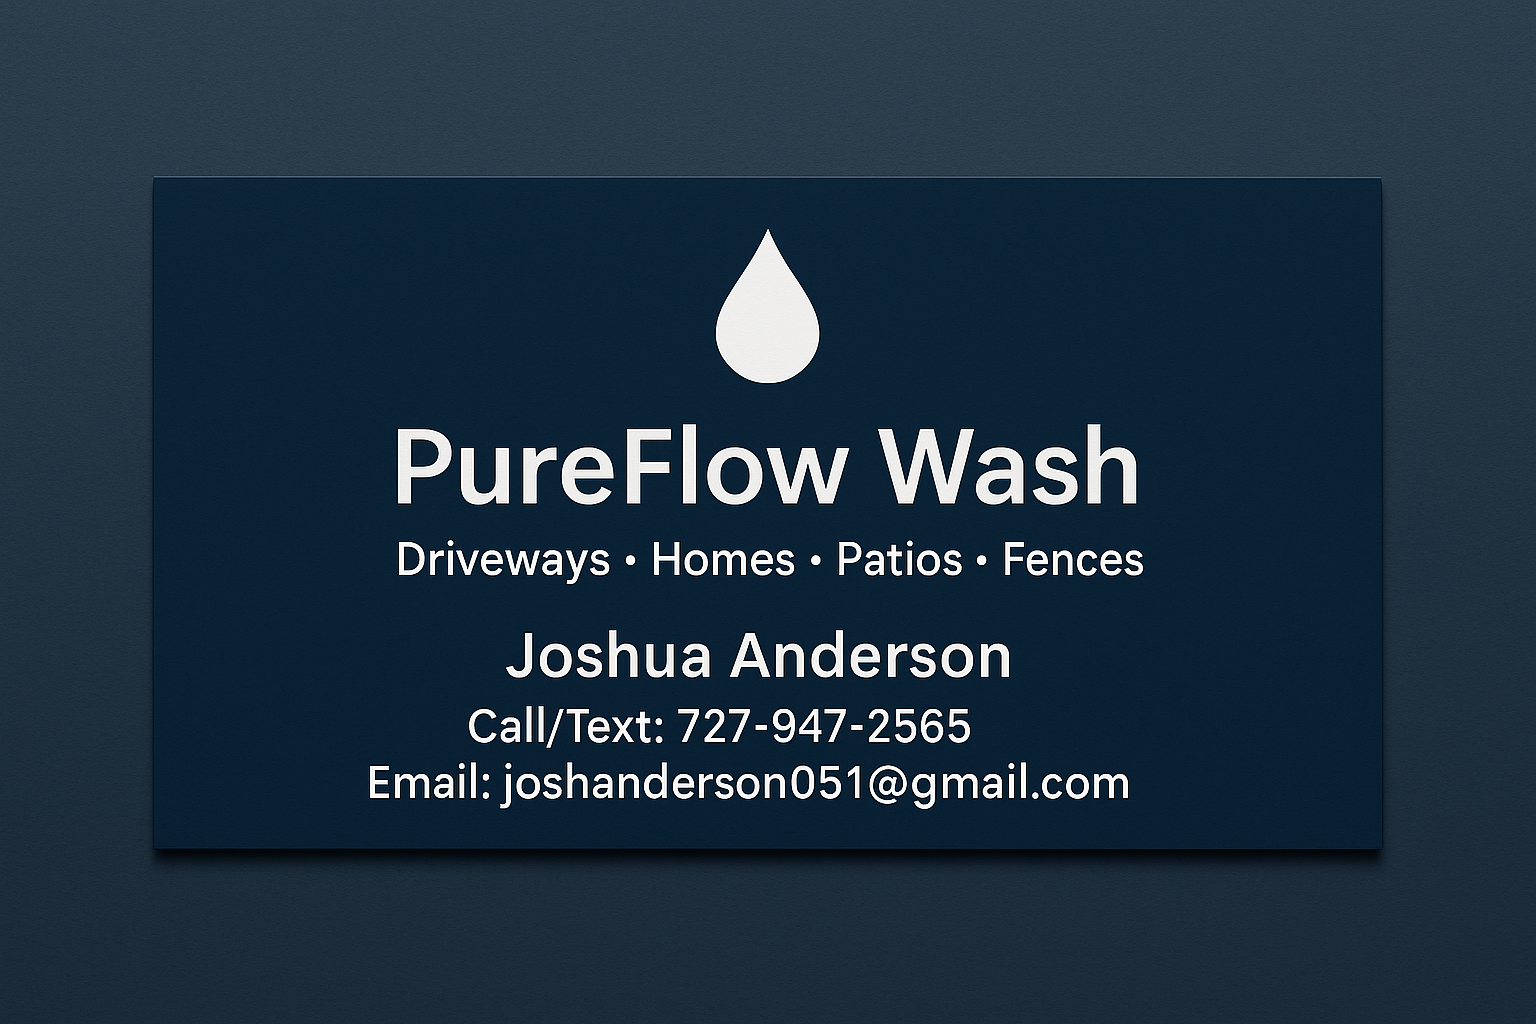 PureFlow Wash
Driveways • Homes • Patios • Fences
Joshua Anderson
Call/Text: 727-947-2565
Email: joshanderson051@gmail.com